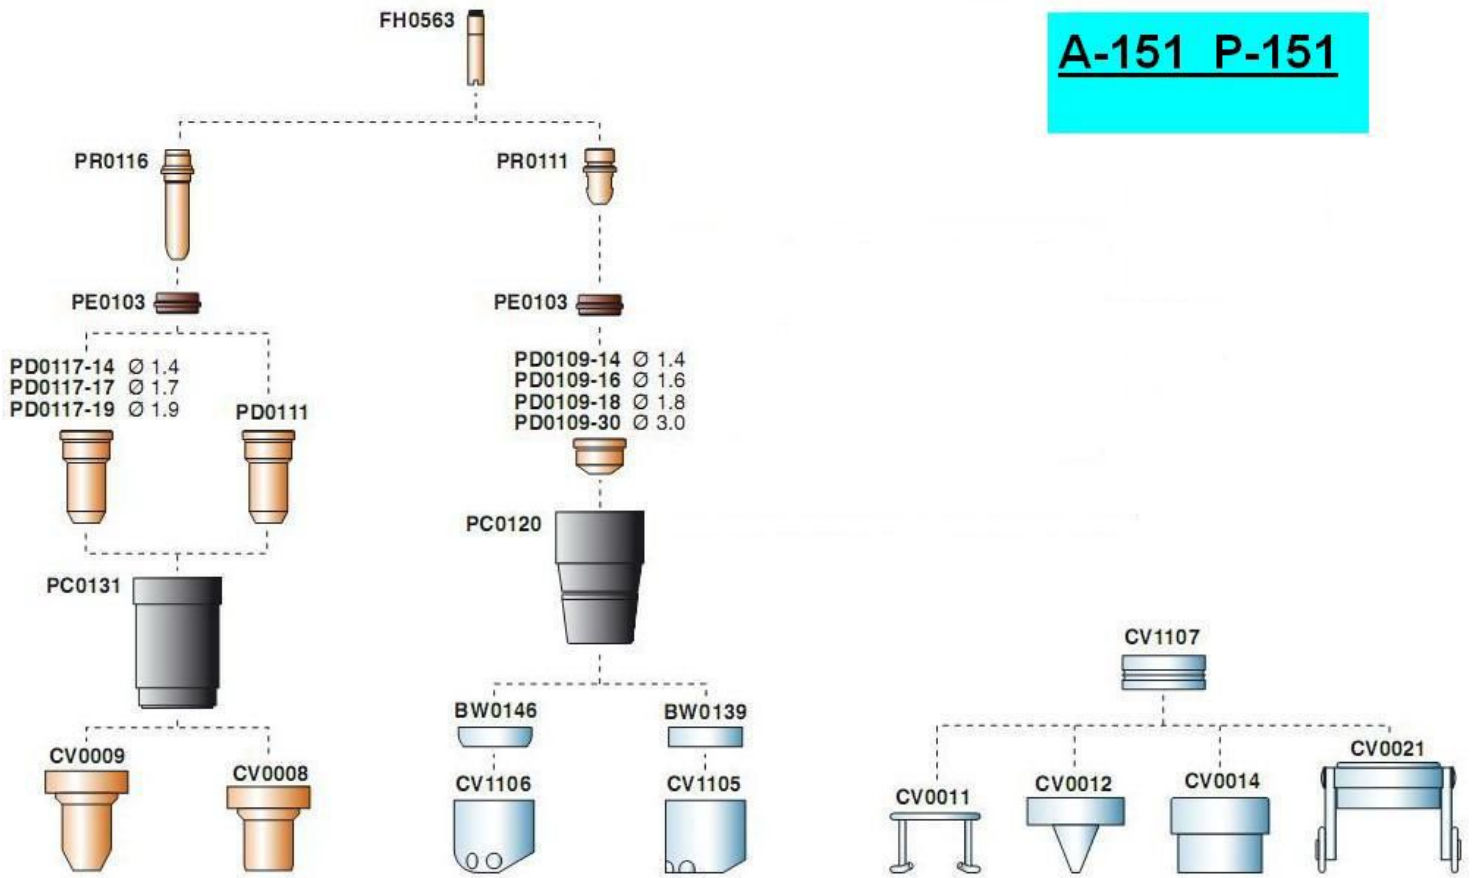 FH0563
A-151 P-151
PR0116
PR0111
PE0103
PE0103
PD0117-14 Ø 1.4
PD0117-17 Ø 1.7
PD0117-19 Ø 1.9
PD0111
PD0109-14 Ø 1.4
PD0109-16 Ø 1.6
PD0109-18 Ø 1.8
PD0109-30 Ø 3.0
PC0131
PC0120
CV0009
CV0008
BW0146
BW0139
CV1106
CV1105
CV1107
CV0011
CV0012
CV0014
CV0021